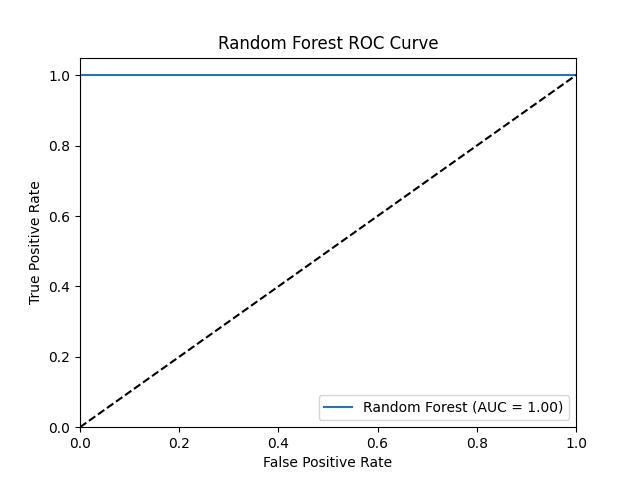 Random Forest ROC Curve
True Positive Rate
1.0
0.8
0.6
0.4
0.2
0.0
Random Forest (AUC = 1.00)
0.0 0.2 0.4 0.6 0.8 1.0
False Positive Rate